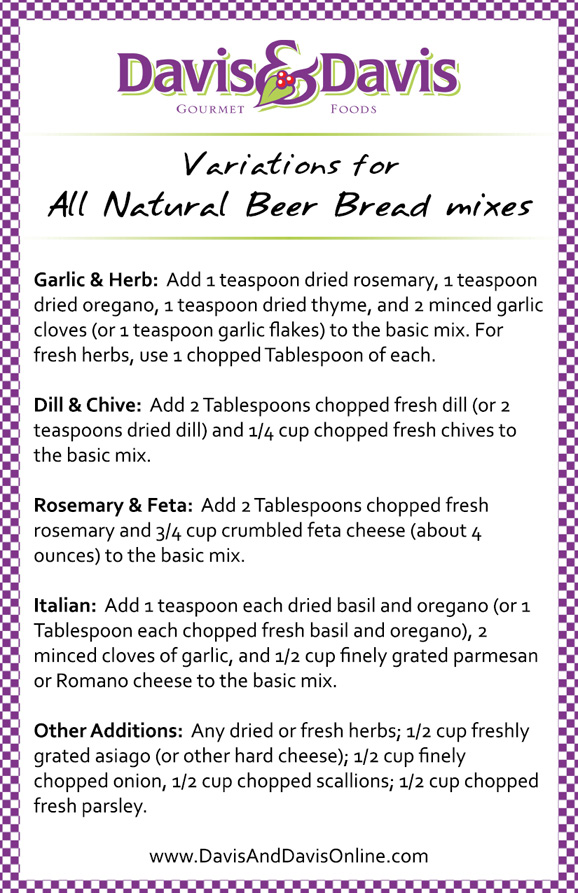 Davis & Davis
GOURMET FOODS
Variations for
All Natural Beer Bread mixes
Garlic & Herb: Add 1 teaspoon dried rosemary, 1 teaspoon
dried oregano, 1 teaspoon dried thyme, and 2 minced garlic
cloves (or 1 teaspoon garlic flakes) to the basic mix. For
fresh herbs, use 1 chopped Tablespoon of each.
Dill & Chive: Add 2 Tablespoons chopped fresh dill (or 2
teaspoons dried dill) and 1/4 cup chopped fresh chives to
the basic mix.
Rosemary & Feta: Add 2 Tablespoons chopped fresh
rosemary and 3/4 cup crumbled feta cheese (about 4
ounces) to the basic mix.
Italian: Add 1 teaspoon each dried basil and oregano (or 1
Tablespoon each chopped fresh basil and oregano), 2
minced cloves of garlic, and 1/2 cup finely grated parmesan
or Romano cheese to the basic mix.
Other Additions: Any dried or fresh herbs; 1/2 cup freshly
grated asiago (or other hard cheese); 1/2 cup finely
chopped onion, 1/2 cup chopped scallions; 1/2 cup chopped
fresh parsley.
www.DavisAndDavisOnline.com